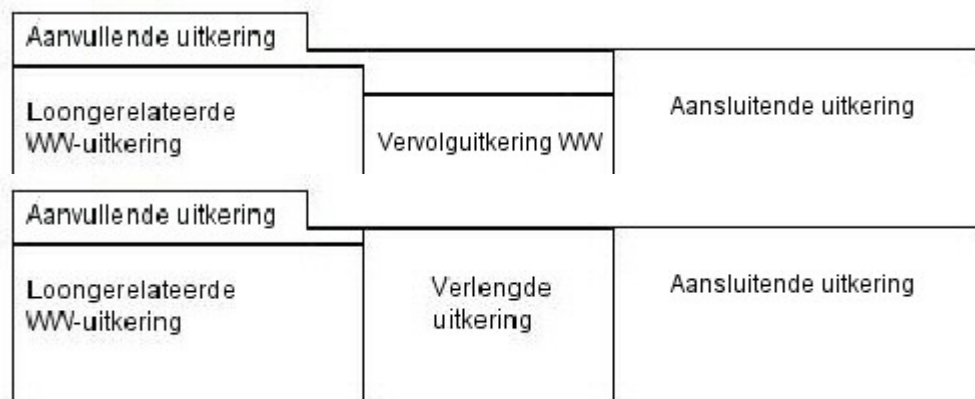 Aanvullende uitkering
Loongerelateerde
WW-uitkering
Vervolguitkering WW
Aansluitende uitkering
Aanvullende uitkering
Loongerelateerde
WW-uitkering
Verlengde
uitkering
Aansluitende uitkering